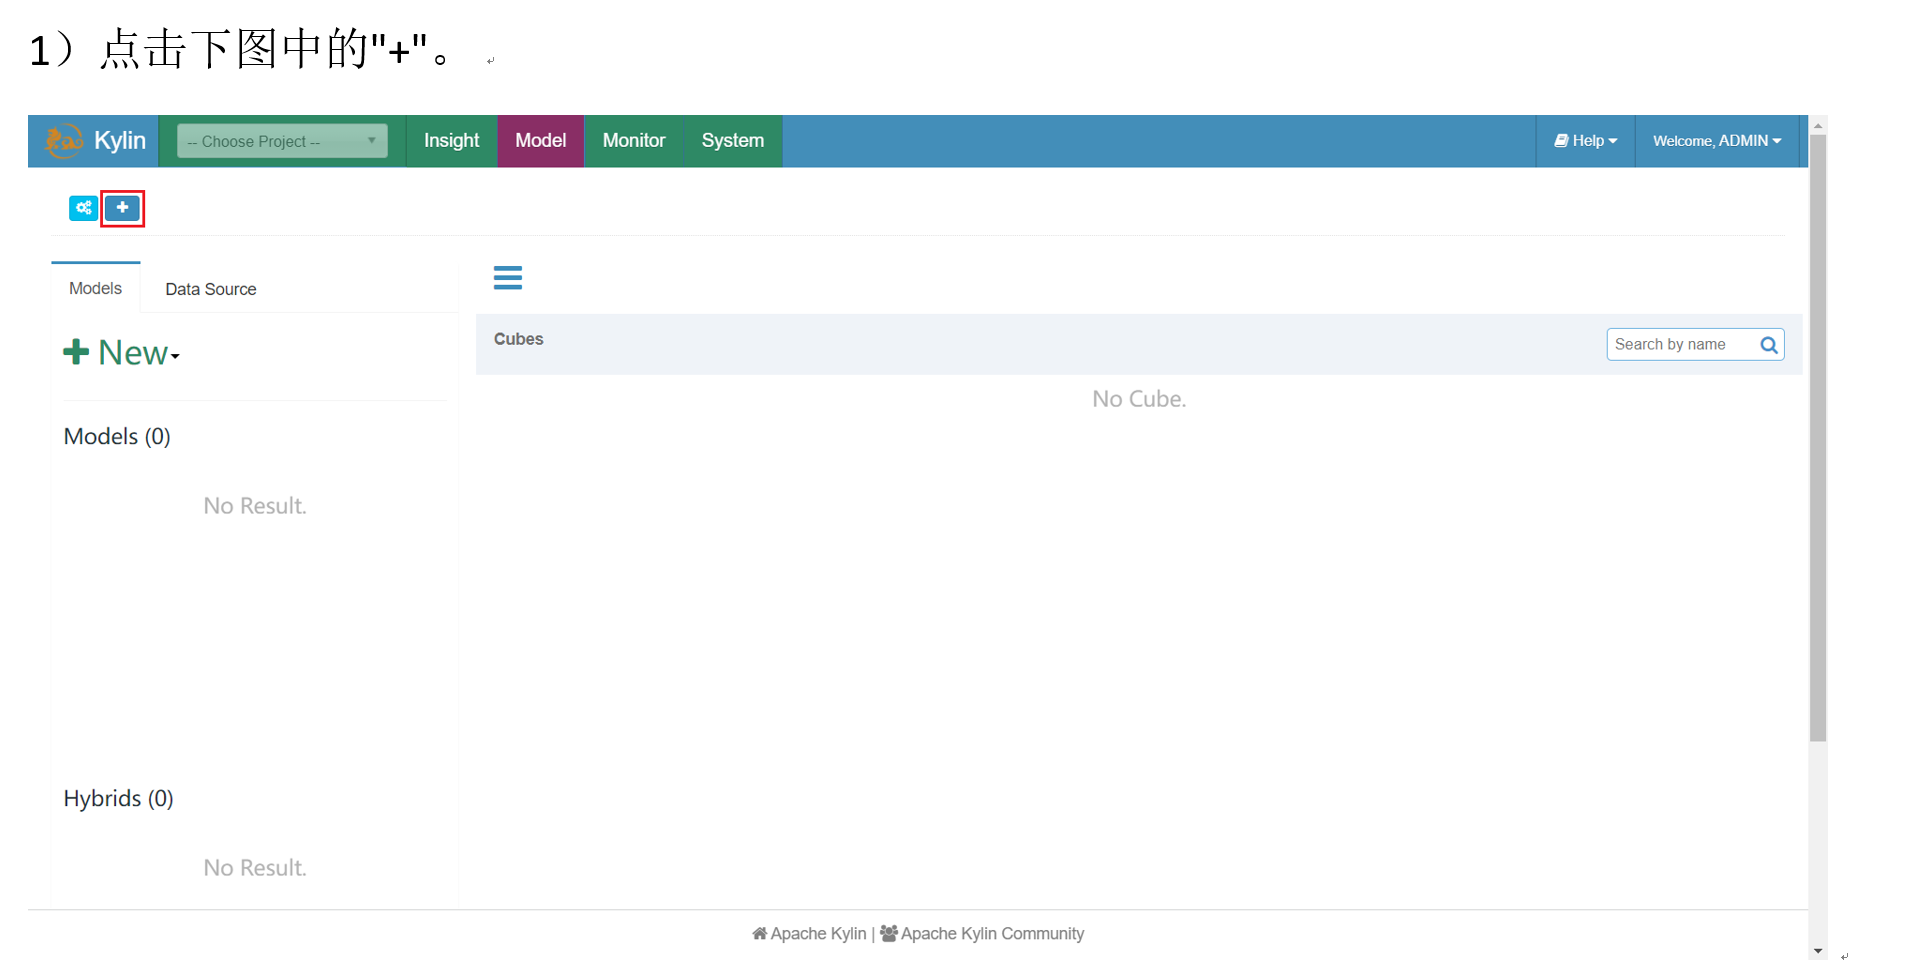 1）点击下图中的"+"。
Kylin -- Choose Project -- Insight Model Monitor System Help Welcome, ADMIN
Models Data Source
New
Cubes Search by name
No Cube.
Models (0)
No Result.
Hybrids (0)
No Result.
Apache Kylin | Apache Kylin Community